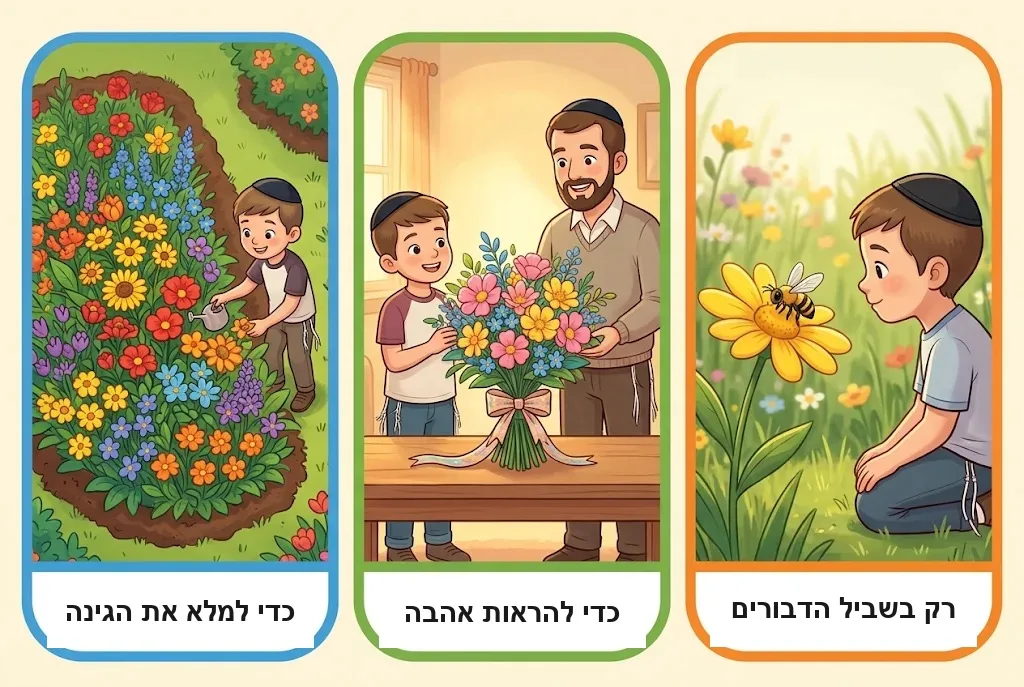 רק בשביל הדבורים
כדי להראות אהבה
כדי למלא את הגינה